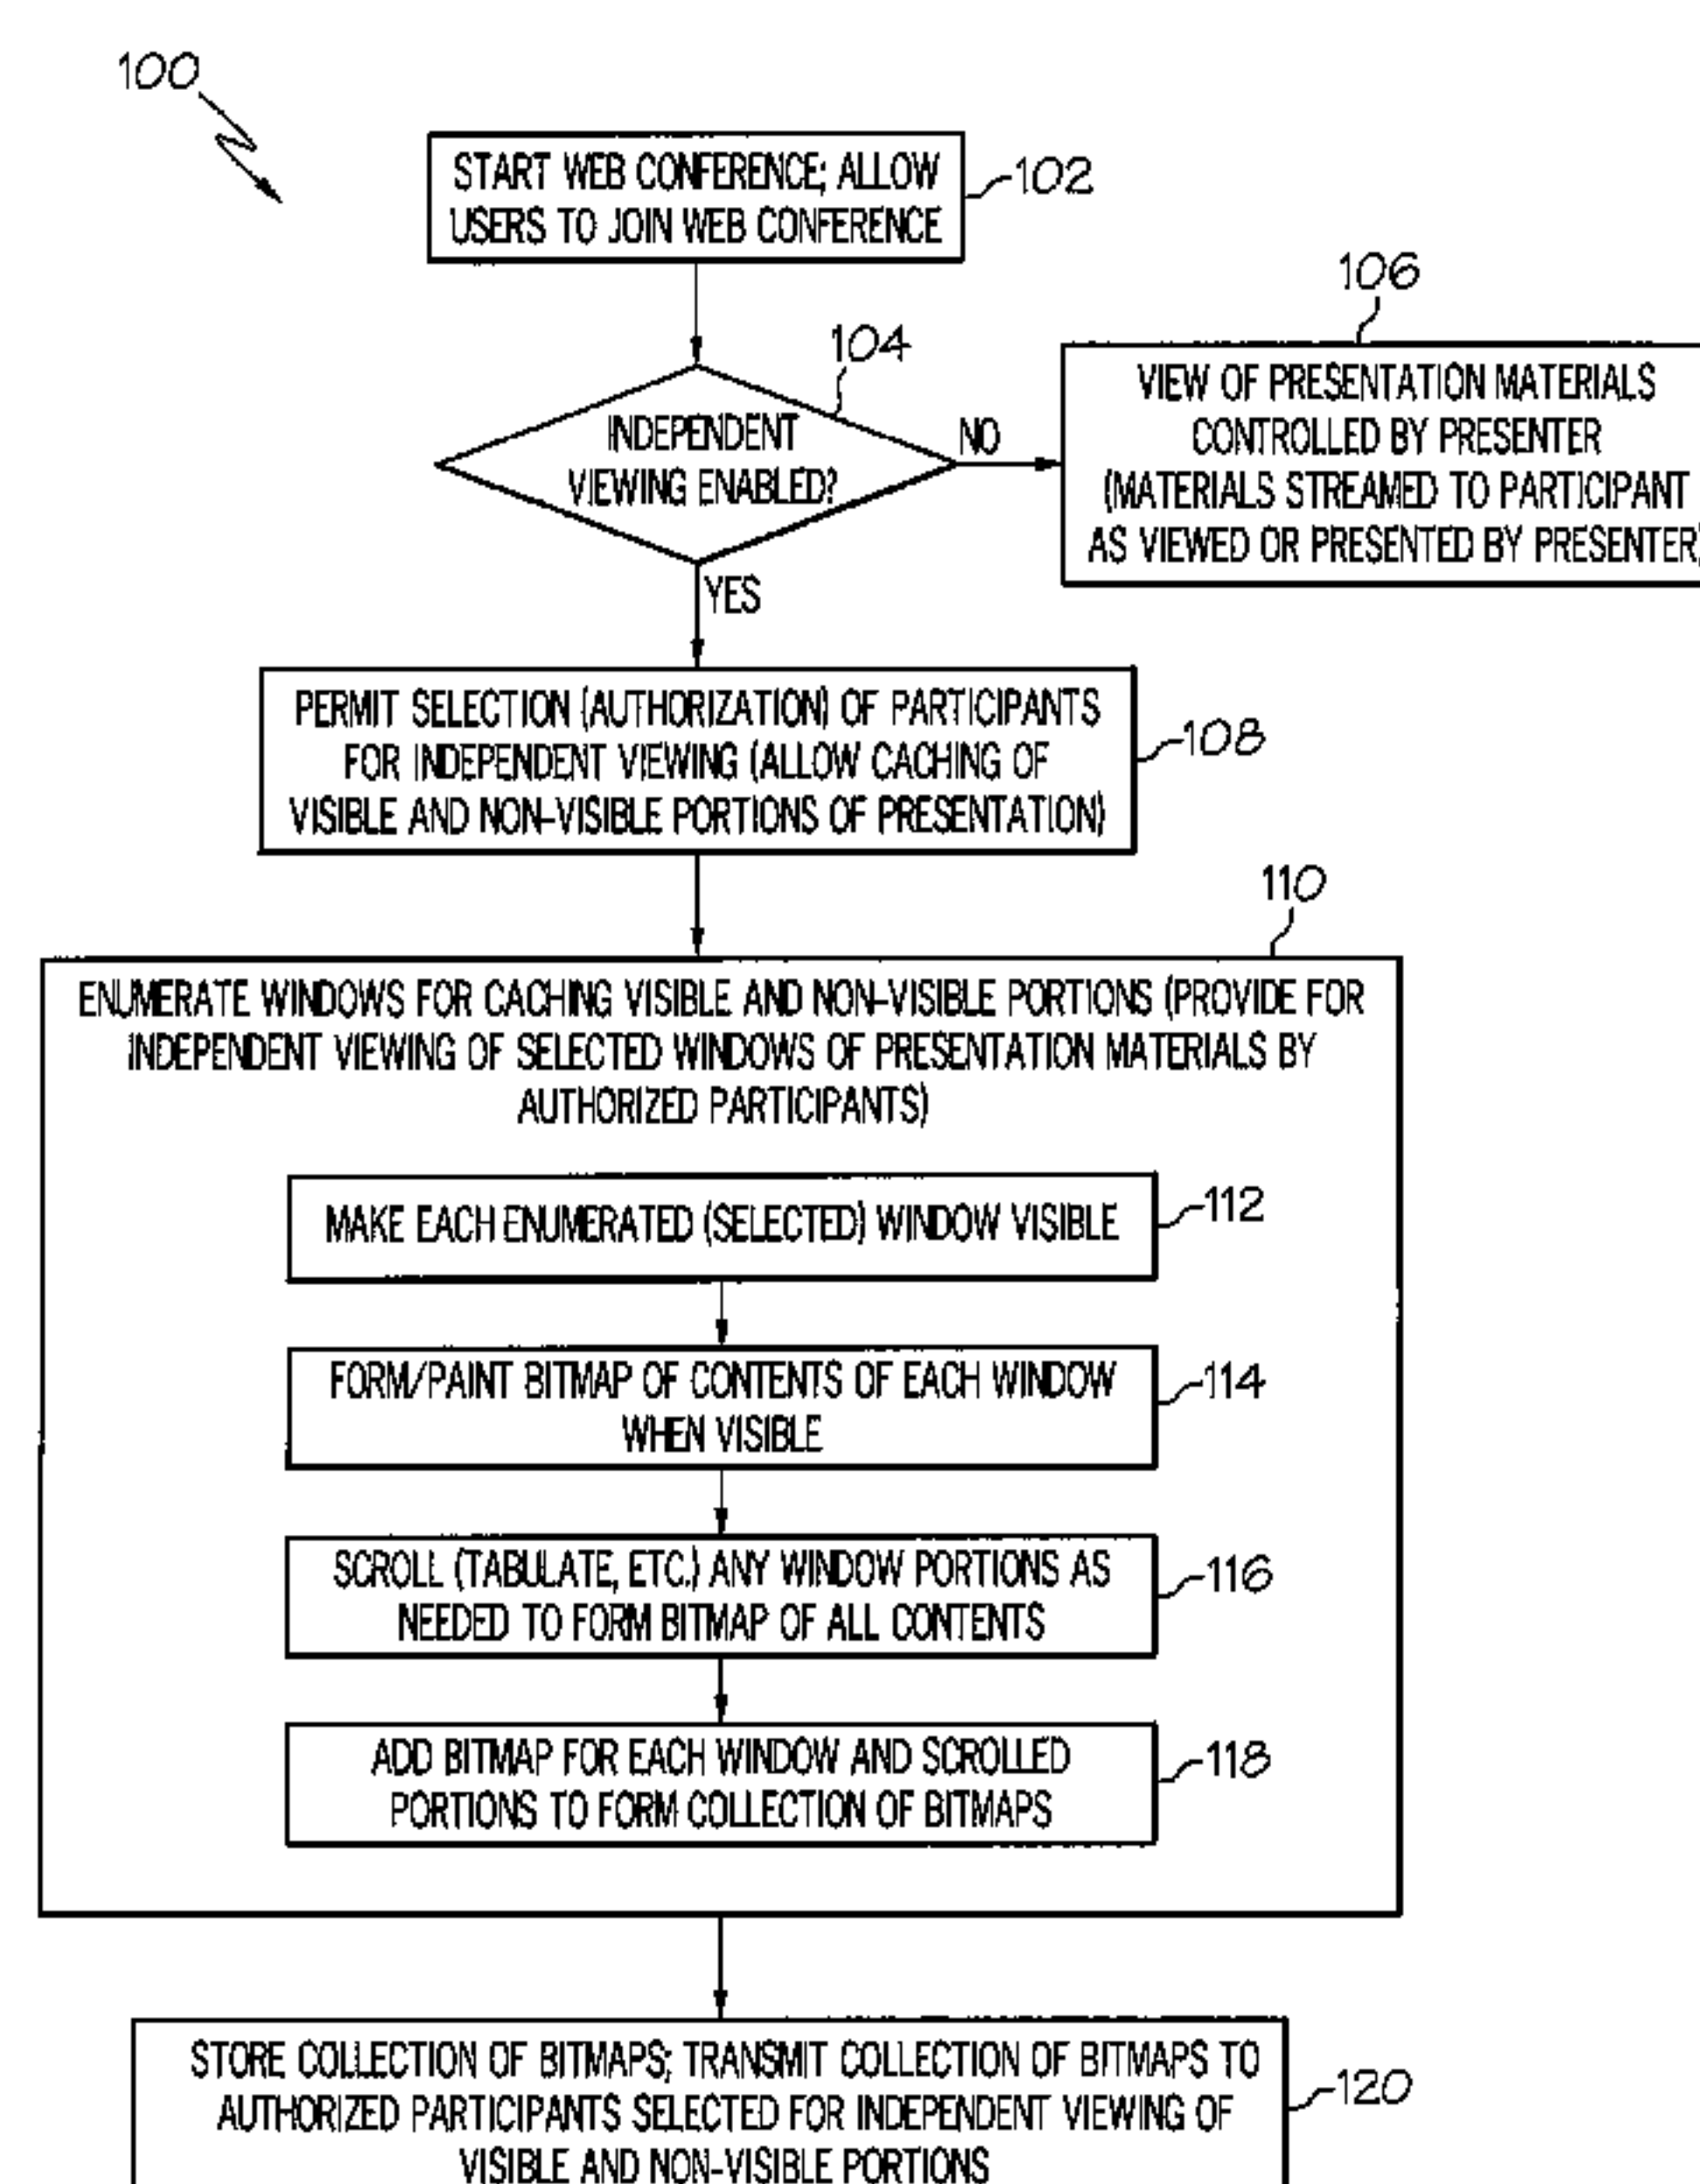 100
START WEB CONFERENCE; ALLOW
USERS TO JOIN WEB CONFERENCE
102
104
INDEPENDENT
VIEWING ENABLED?
NO
106
VIEW OF PRESENTATION MATERIALS
CONTROLLED BY PRESENTER
(MATERIALS STREAMED TO PARTICIPANT
AS VIEWED OR PRESENTED BY PRESENTER)
YES
PERMIT SELECTION (AUTHORIZATION) OF PARTICIPANTS
FOR INDEPENDENT VIEWING (ALLOW CACHING OF
VISIBLE AND NON-VISIBLE PORTIONS OF PRESENTATION)
108
110
ENUMERATE WINDOWS FOR CACHING VISIBLE AND NON-VISIBLE PORTIONS (PROVIDE FOR
INDEPENDENT VIEWING OF SELECTED WINDOWS OF PRESENTATION MATERIALS BY
AUTHORIZED PARTICIPANTS)
MAKE EACH ENUMERATED (SELECTED) WINDOW VISIBLE
112
FORM/PAINT BITMAP OF CONTENTS OF EACH WINDOW
WHEN VISIBLE
114
SCROLL (TABULATE, ETC.) ANY WINDOW PORTIONS AS
NEEDED TO FORM BITMAP OF ALL CONTENTS
116
ADD BITMAP FOR EACH WINDOW AND SCROLLED
PORTIONS TO FORM COLLECTION OF BITMAPS
118
STORE COLLECTION OF BITMAPS; TRANSMIT COLLECTION OF BITMAPS TO
AUTHORIZED PARTICIPANTS SELECTED FOR INDEPENDENT VIEWING OF
VISIBLE AND NON-VISIBLE PORTIONS
120